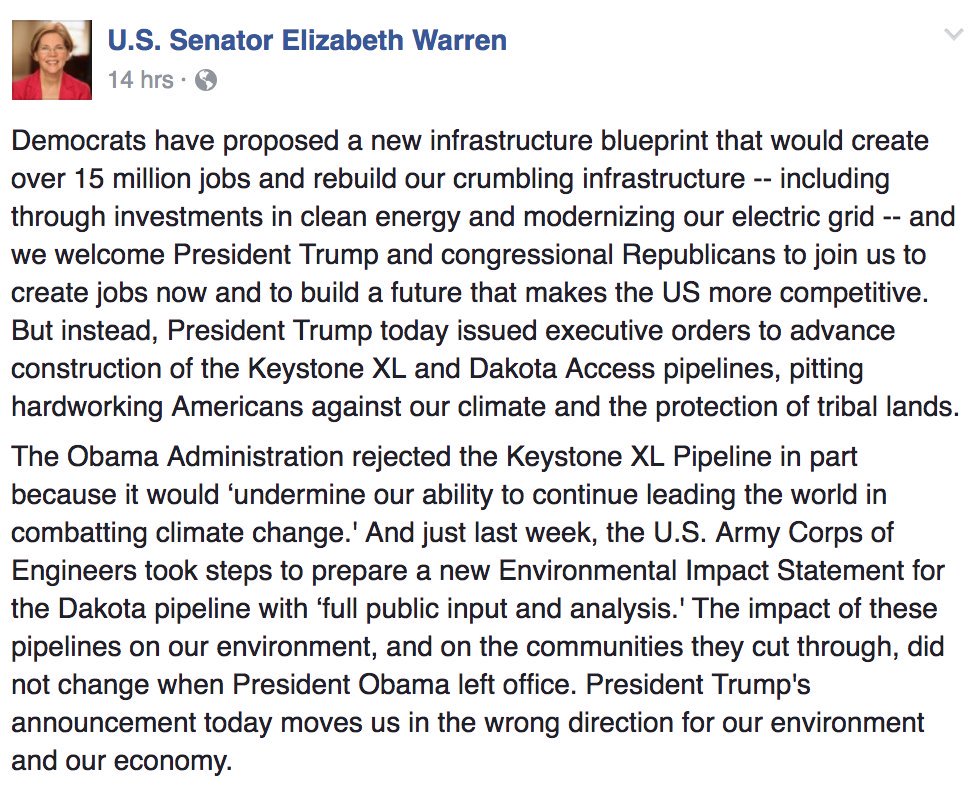 U.S. Senator Elizabeth Warren
14 hrs ·
Democrats have proposed a new infrastructure blueprint that would create
over 15 million jobs and rebuild our crumbling infrastructure -- including
through investments in clean energy and modernizing our electric grid -- and
we welcome President Trump and congressional Republicans to join us to
create jobs now and to build a future that makes the US more competitive.
But instead, President Trump today issued executive orders to advance
construction of the Keystone XL and Dakota Access pipelines, pitting
hardworking Americans against our climate and the protection of tribal lands.
The Obama Administration rejected the Keystone XL Pipeline in part
because it would ‘undermine our ability to continue leading the world in
combatting climate change.' And just last week, the U.S. Army Corps of
Engineers took steps to prepare a new Environmental Impact Statement for
the Dakota pipeline with ‘full public input and analysis.' The impact of these
pipelines on our environment, and on the communities they cut through, did
not change when President Obama left office. President Trump's
announcement today moves us in the wrong direction for our environment
and our economy.